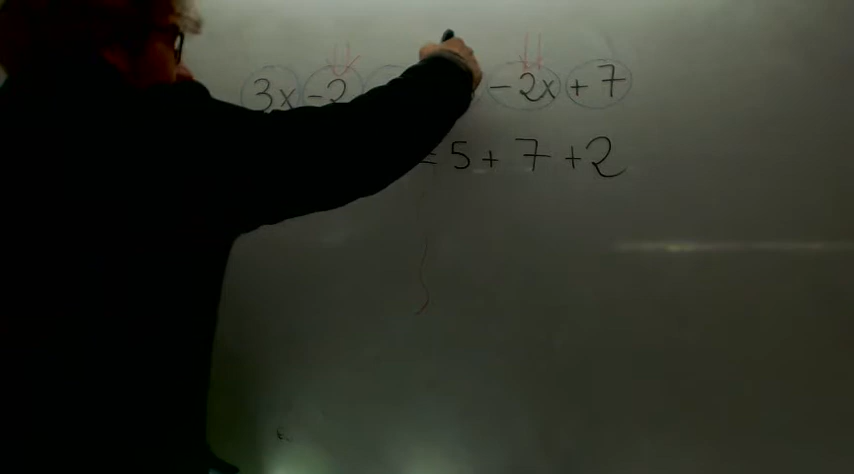 3x - 2 - 2x + 7
= 5 + 7 + 2